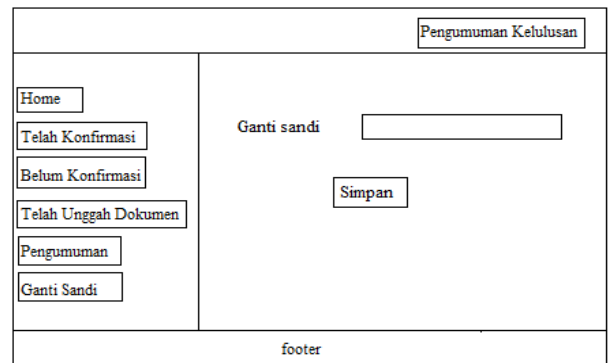 Pengumuman Kelulusan
Home
Telah Konfirmasi
Belum Konfirmasi
Telah Unggah Dokumen
Pengumuman
Ganti Sandi
Ganti sandi
Simpan
footer